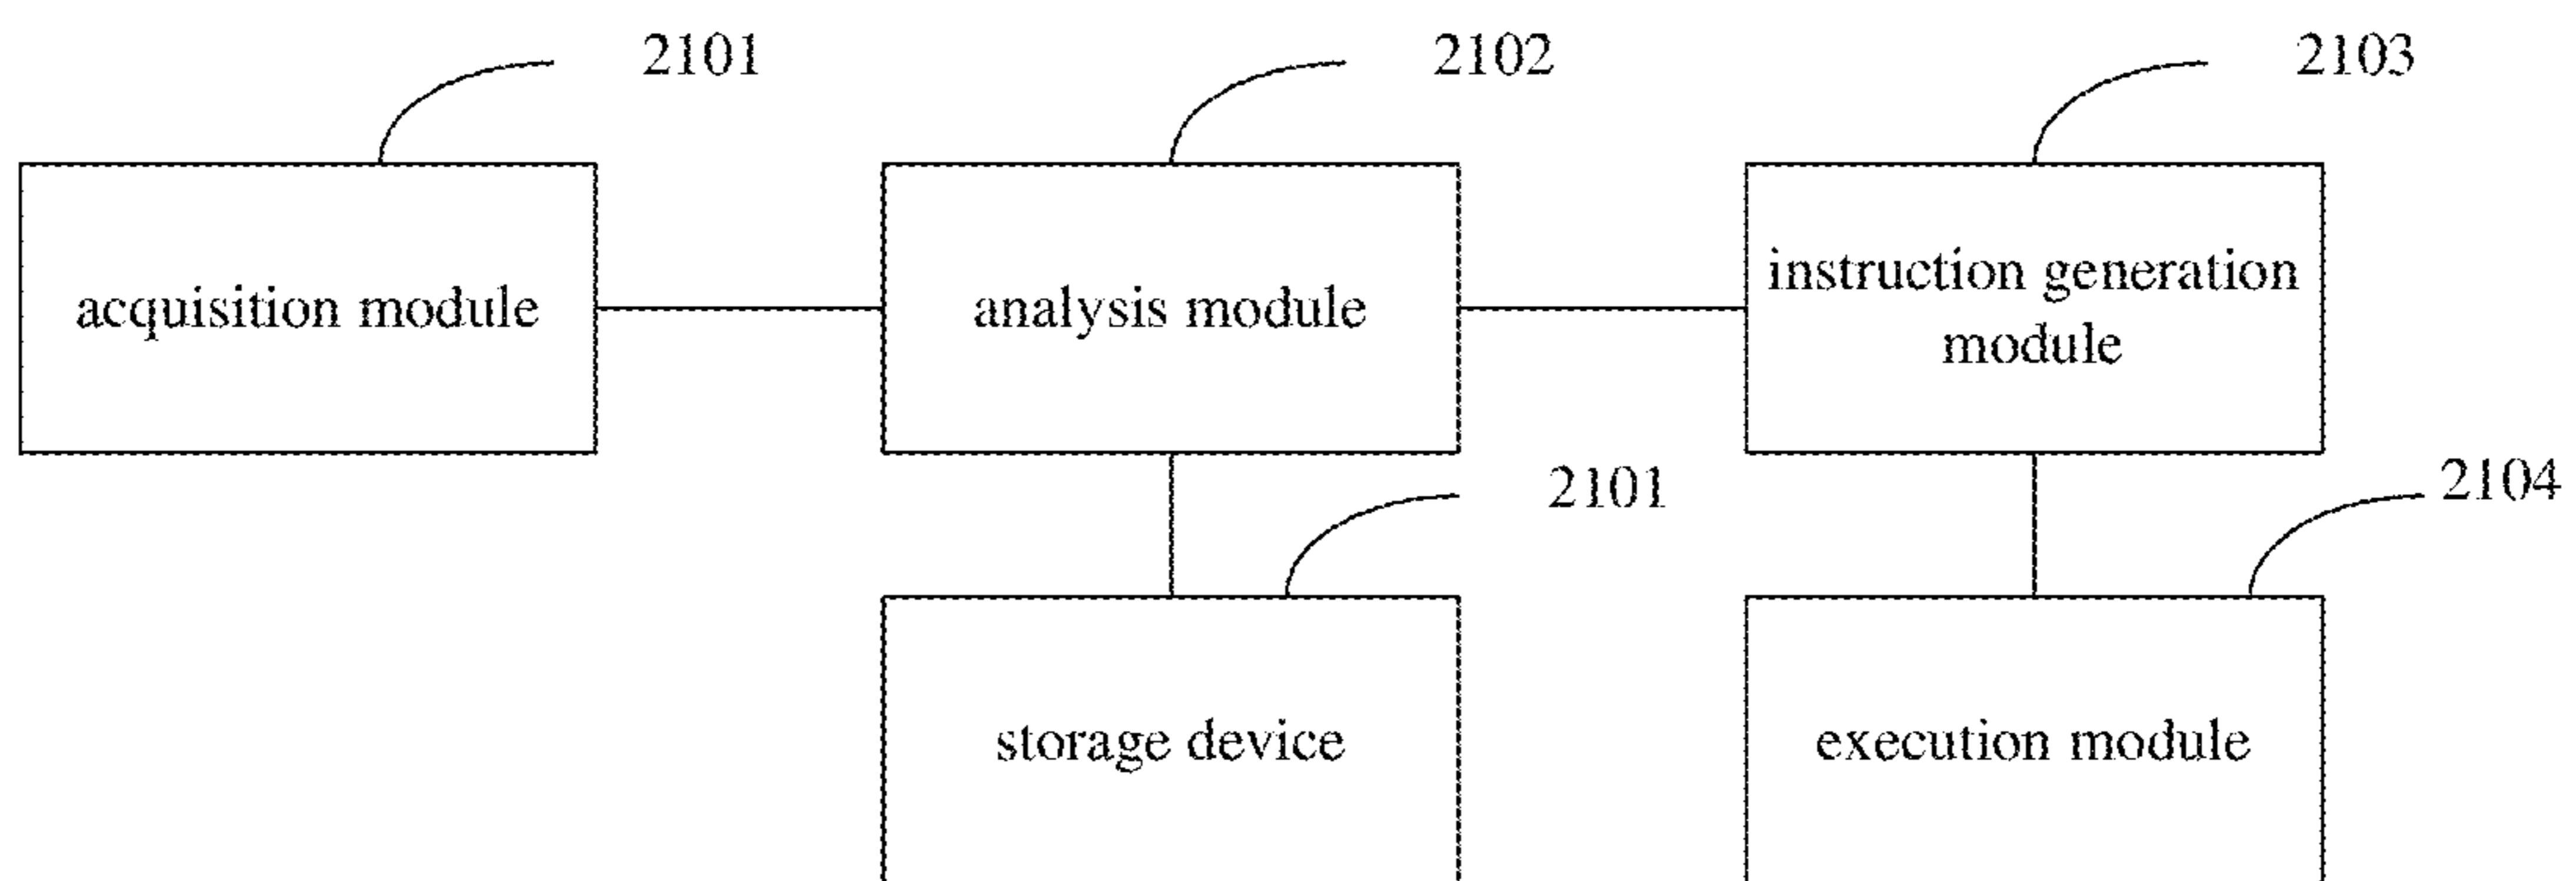 2101
2102
2103
acquisition module
analysis module
instruction generation
module
2101
2104
storage device
execution module